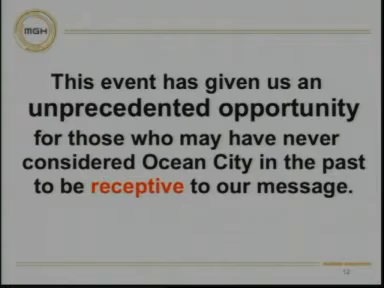 MGH
This event has given us an
unprecedented opportunity
for those who may have never
considered Ocean City in the past
to be receptive to our message.
12